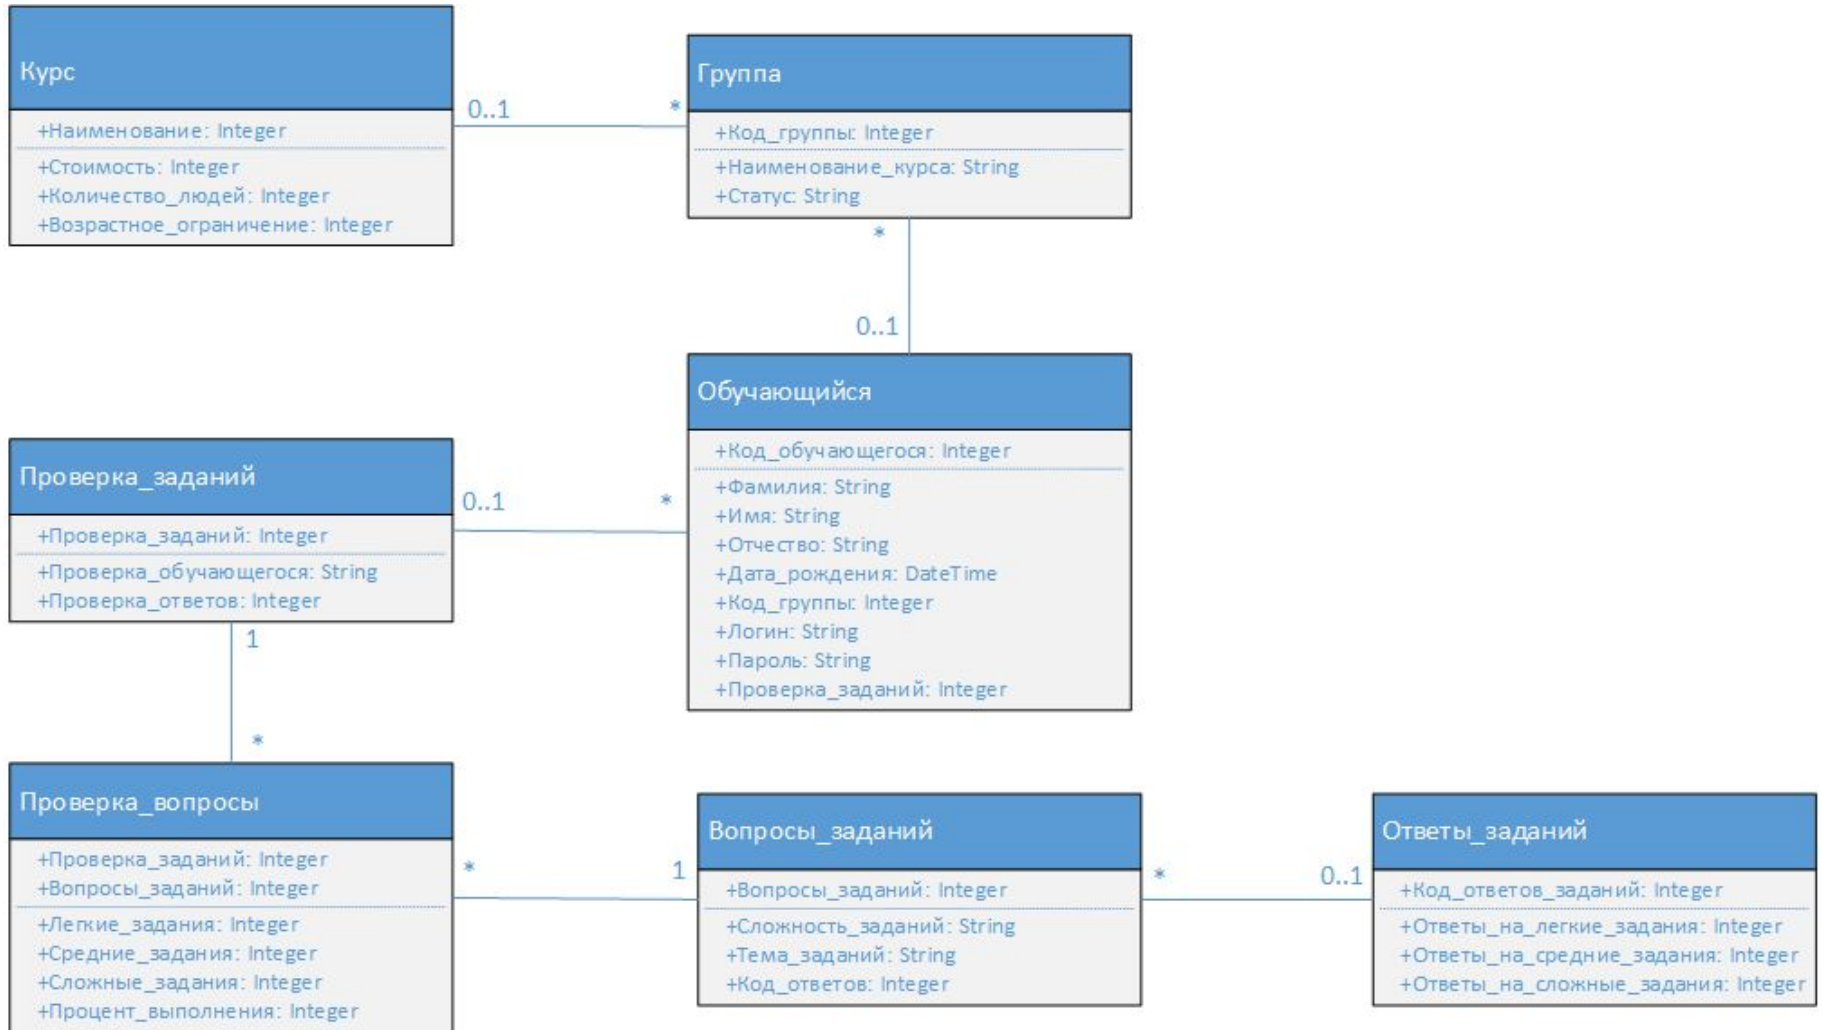 Курс
+Наименование: Integer
+Стоимость: Integer
+Количество_людей: Integer
+Возрастное_ограничение: Integer
0..1
*
Группа
+Код_группы: Integer
+Наименование_курса: String
+Статус: String
*
0..1
Обучающийся
+Код_обучающегося: Integer
+Фамилия: String
+Имя: String
+Отчество: String
+Дата_рождения: DateTime
+Код_группы: Integer
+Логин: String
+Пароль: String
+Проверка_заданий: Integer
Проверка_заданий
+Проверка_заданий: Integer
+Проверка_обучающегося: String
+Проверка_ответов: Integer
0..1
*
1
*
Проверка_вопросы
+Проверка_заданий: Integer
+Вопросы_заданий: Integer
+Легкие_задания: Integer
+Средние_задания: Integer
+Сложные_задания: Integer
+Процент_выполнения: Integer
*
1
Вопросы_заданий
+Вопросы_заданий: Integer
+Сложность_заданий: String
+Тема_заданий: String
+Код_ответов: Integer
*
0..1
Ответы_заданий
+Код_ответов_заданий: Integer
+Ответы_на_легкие_задания: Integer
+Ответы_на_средние_задания: Integer
+Ответы_на_сложные_задания: Integer